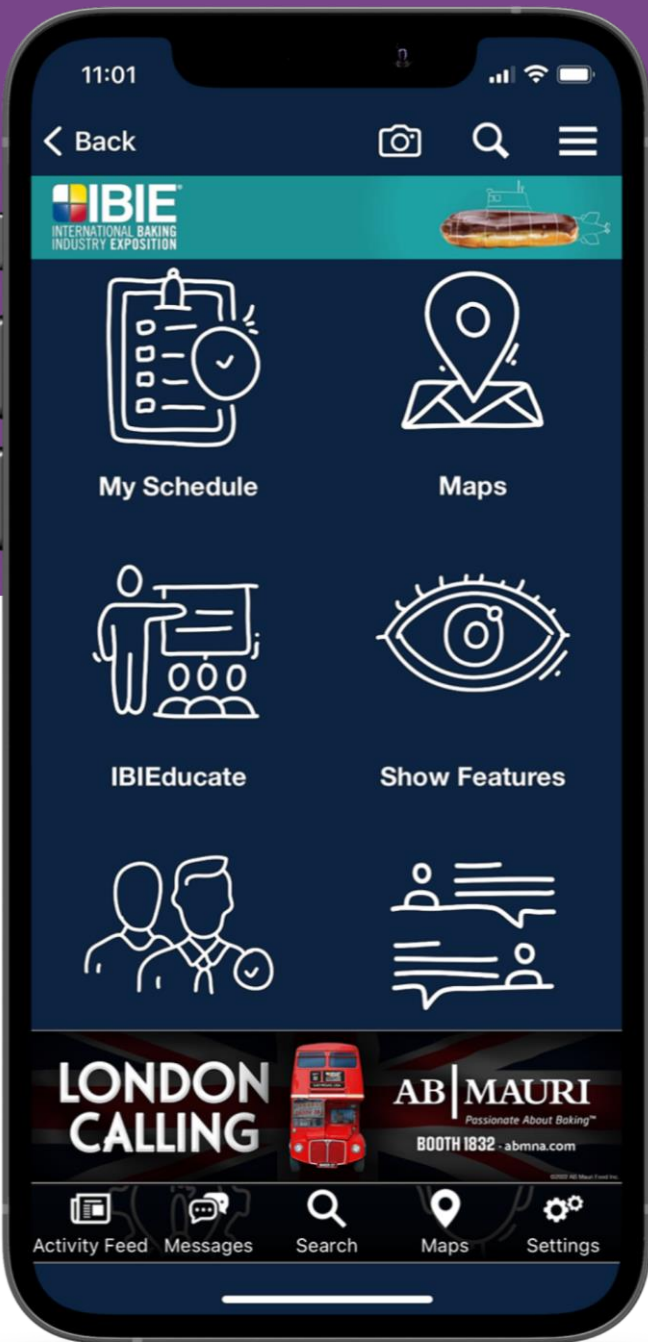 11:01
Back
IBIE
INTERNATIONAL BAKING
INDUSTRY EXPOSITION
My Schedule
Maps
IBIEducate
Show Features
LONDON
CALLING
AB MAURI
Passionate About Baking™
BOOTH 1832 - abmna.com
Activity Feed
Messages
Search
Maps
Settings